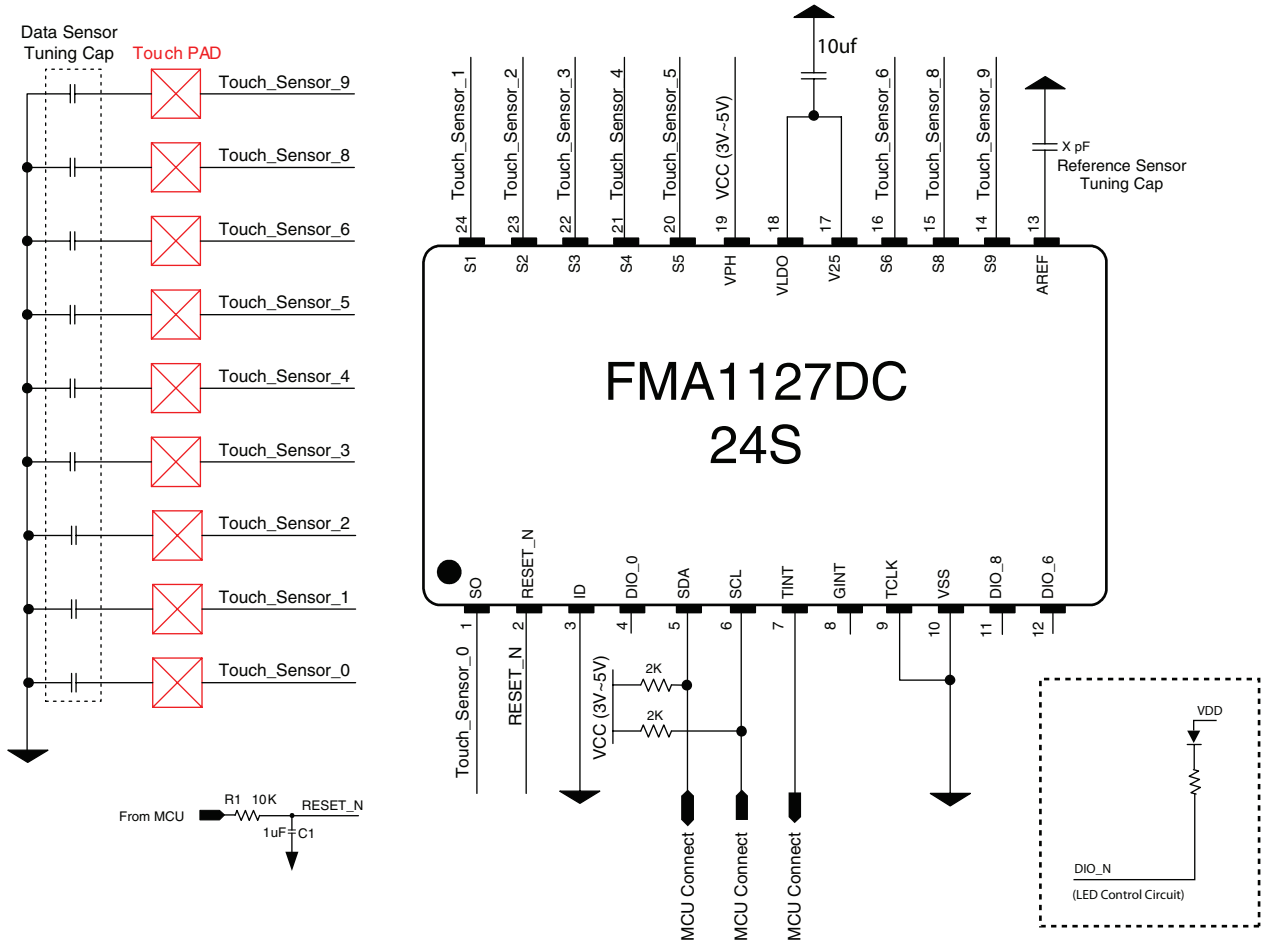 Data Sensor
Tuning Cap
Touch PAD
Touch_Sensor_9
Touch_Sensor_8
Touch_Sensor_6
Touch_Sensor_5
Touch_Sensor_4
Touch_Sensor_3
Touch_Sensor_2
Touch_Sensor_1
Touch_Sensor_0
From MCU
R1 10K
RESET_N
1uF
C1
10uf
Touch_Sensor_1
Touch_Sensor_2
Touch_Sensor_3
Touch_Sensor_4
Touch_Sensor_5
VCC (3V~5V)
Touch_Sensor_6
Touch_Sensor_8
Touch_Sensor_9
X pF
Reference Sensor
Tuning Cap
24
23
22
21
20
19
18
17
16
15
14
13
S1
S2
S3
S4
S5
VPH
VLDO
V25
S6
S8
S9
AREF
FMA1127DC
24S
SO
RESET_N
ID
DIO_0
SDA
SCL
TINT
GINT
TCLK
VSS
DIO_8
DIO_6
1
2
3
4
5
6
7
8
9
10
11
12
Touch_Sensor_0
RESET_N
VCC (3V~5V)
2K
2K
MCU Connect
MCU Connect
MCU Connect
VDD
DIO_N
(LED Control Circuit)